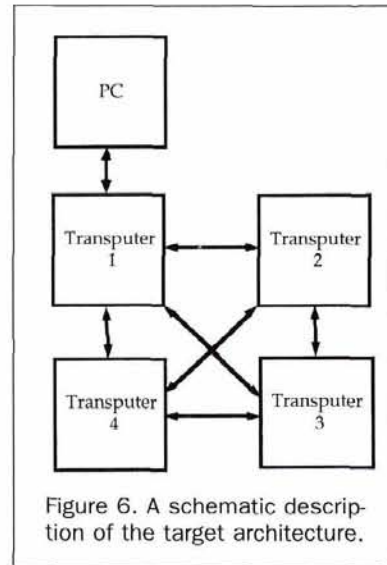 PC
Transputer
1
Transputer
2
Transputer
4
Transputer
3
Figure 6. A schematic descrip-
tion of the target architecture.